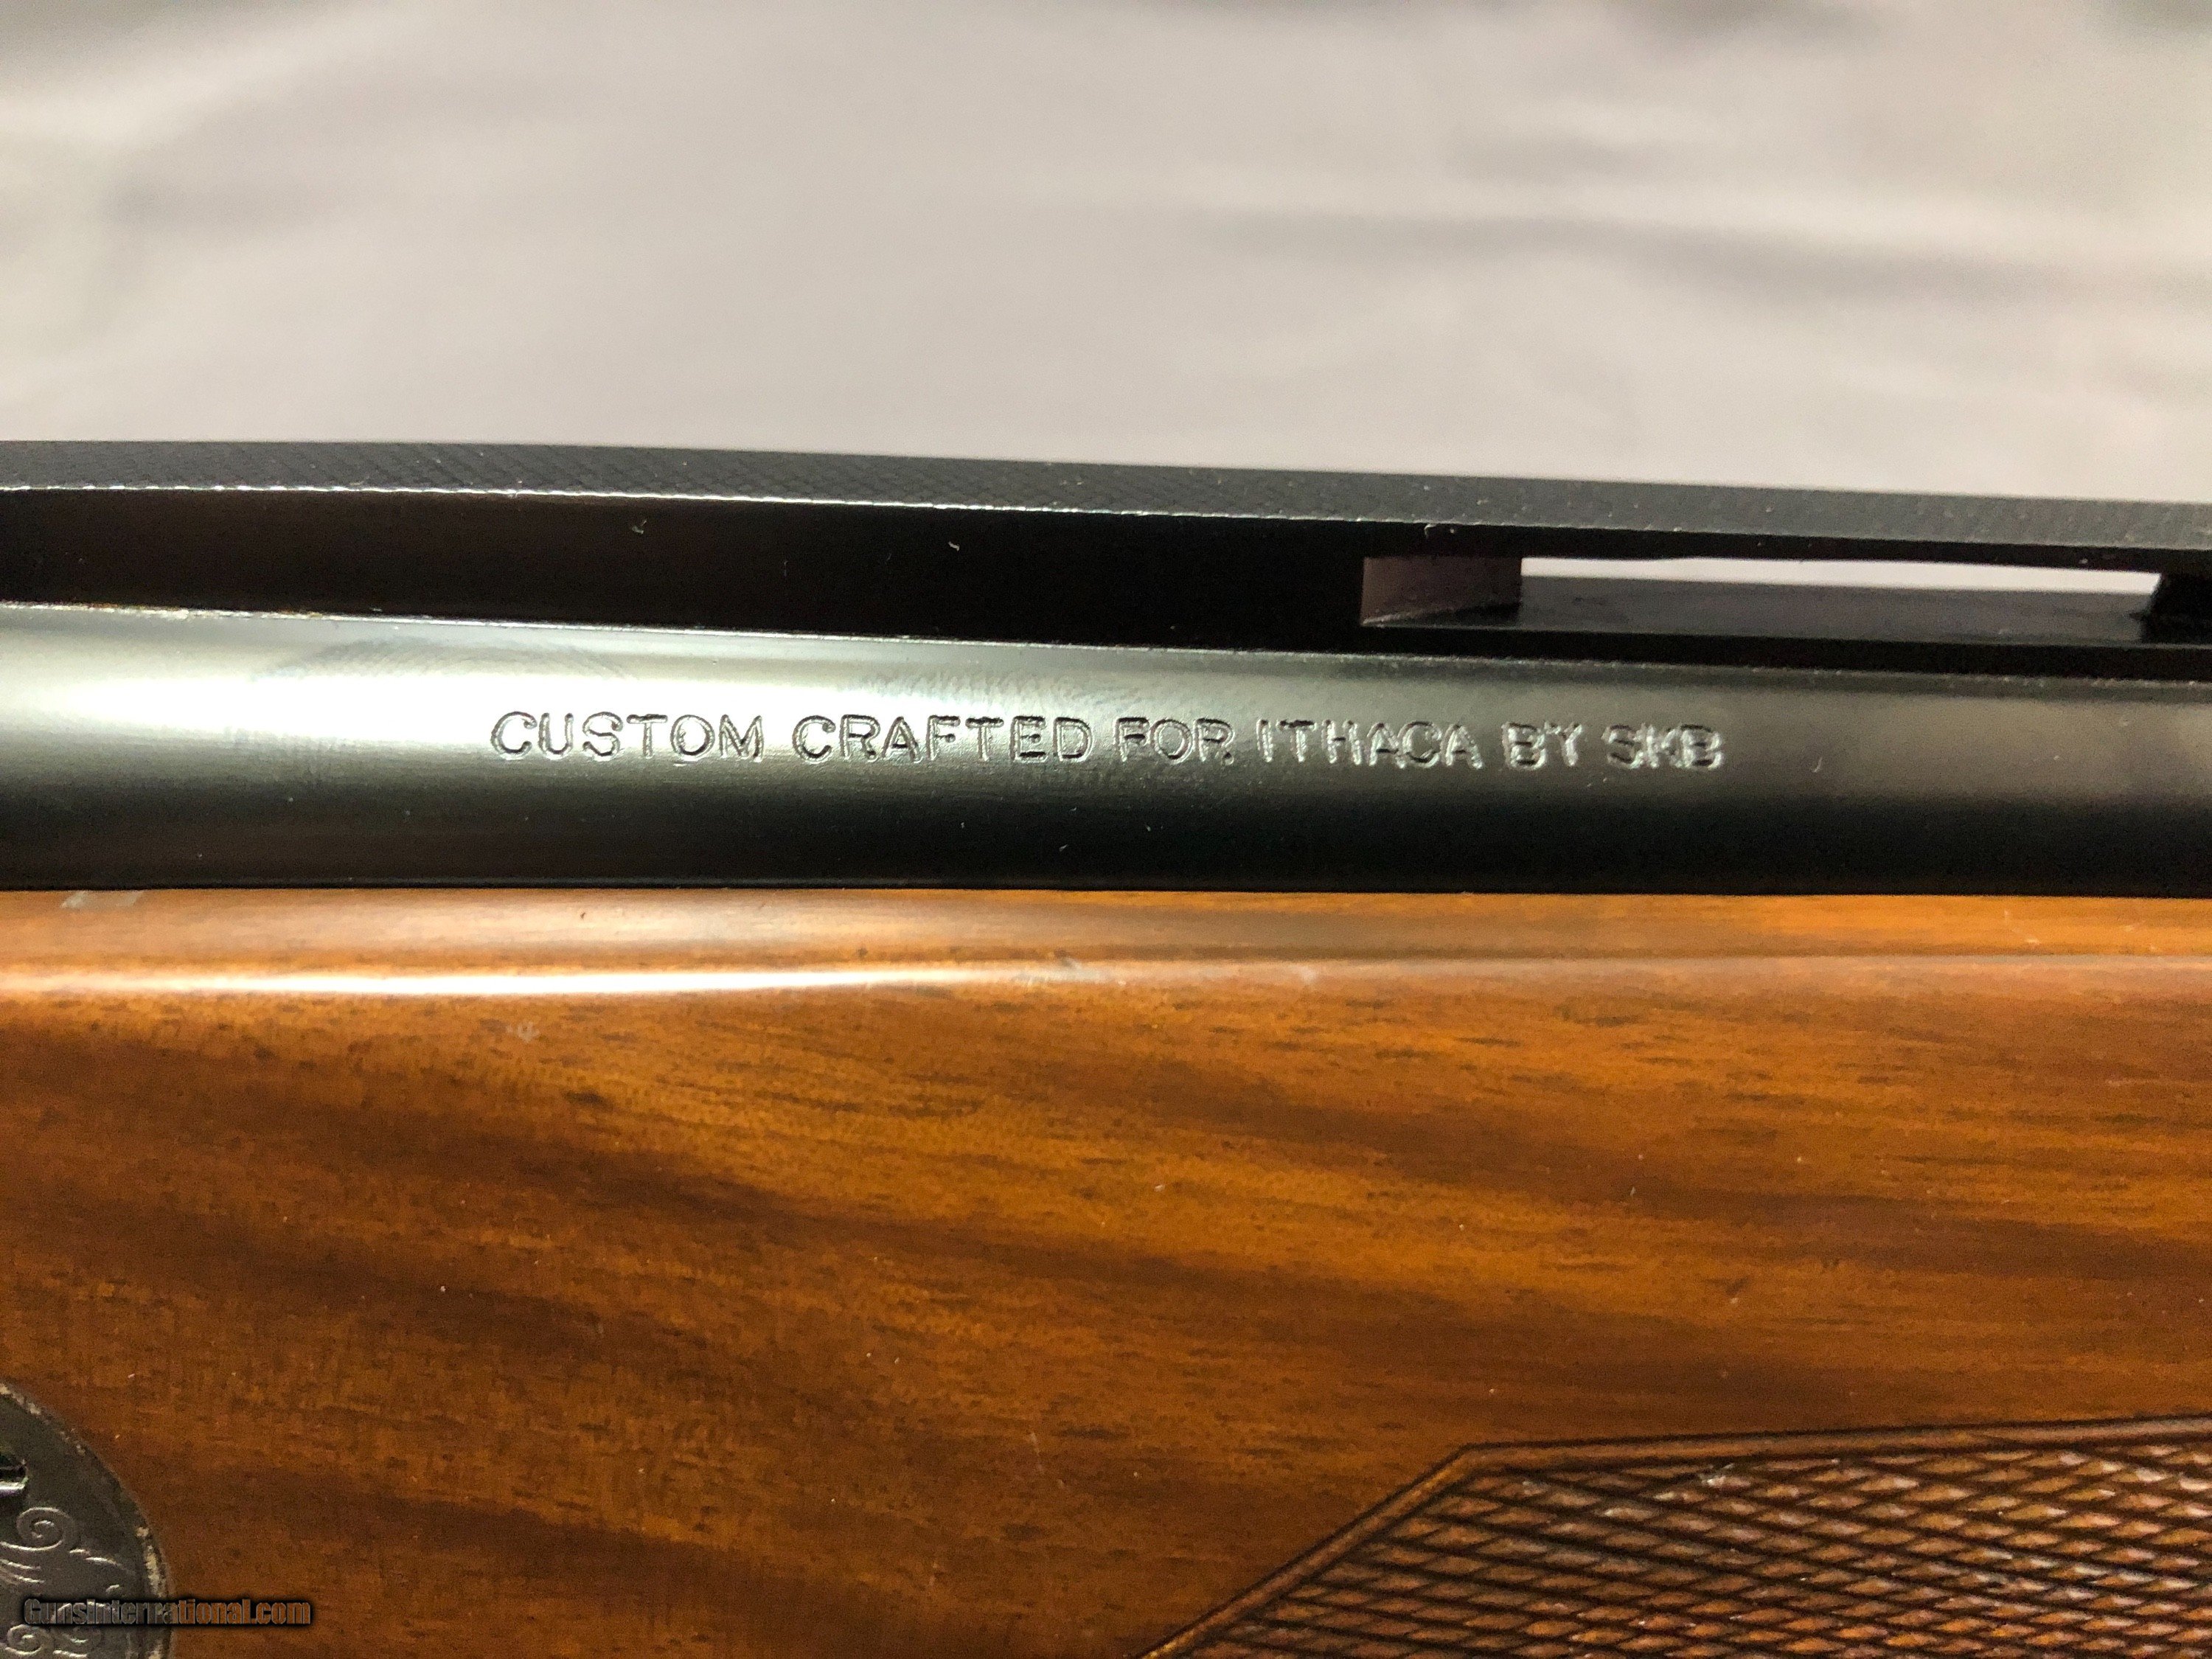 CUSTOM CRAFTED FOR ITHACA BY SKB
GunsInternational.com